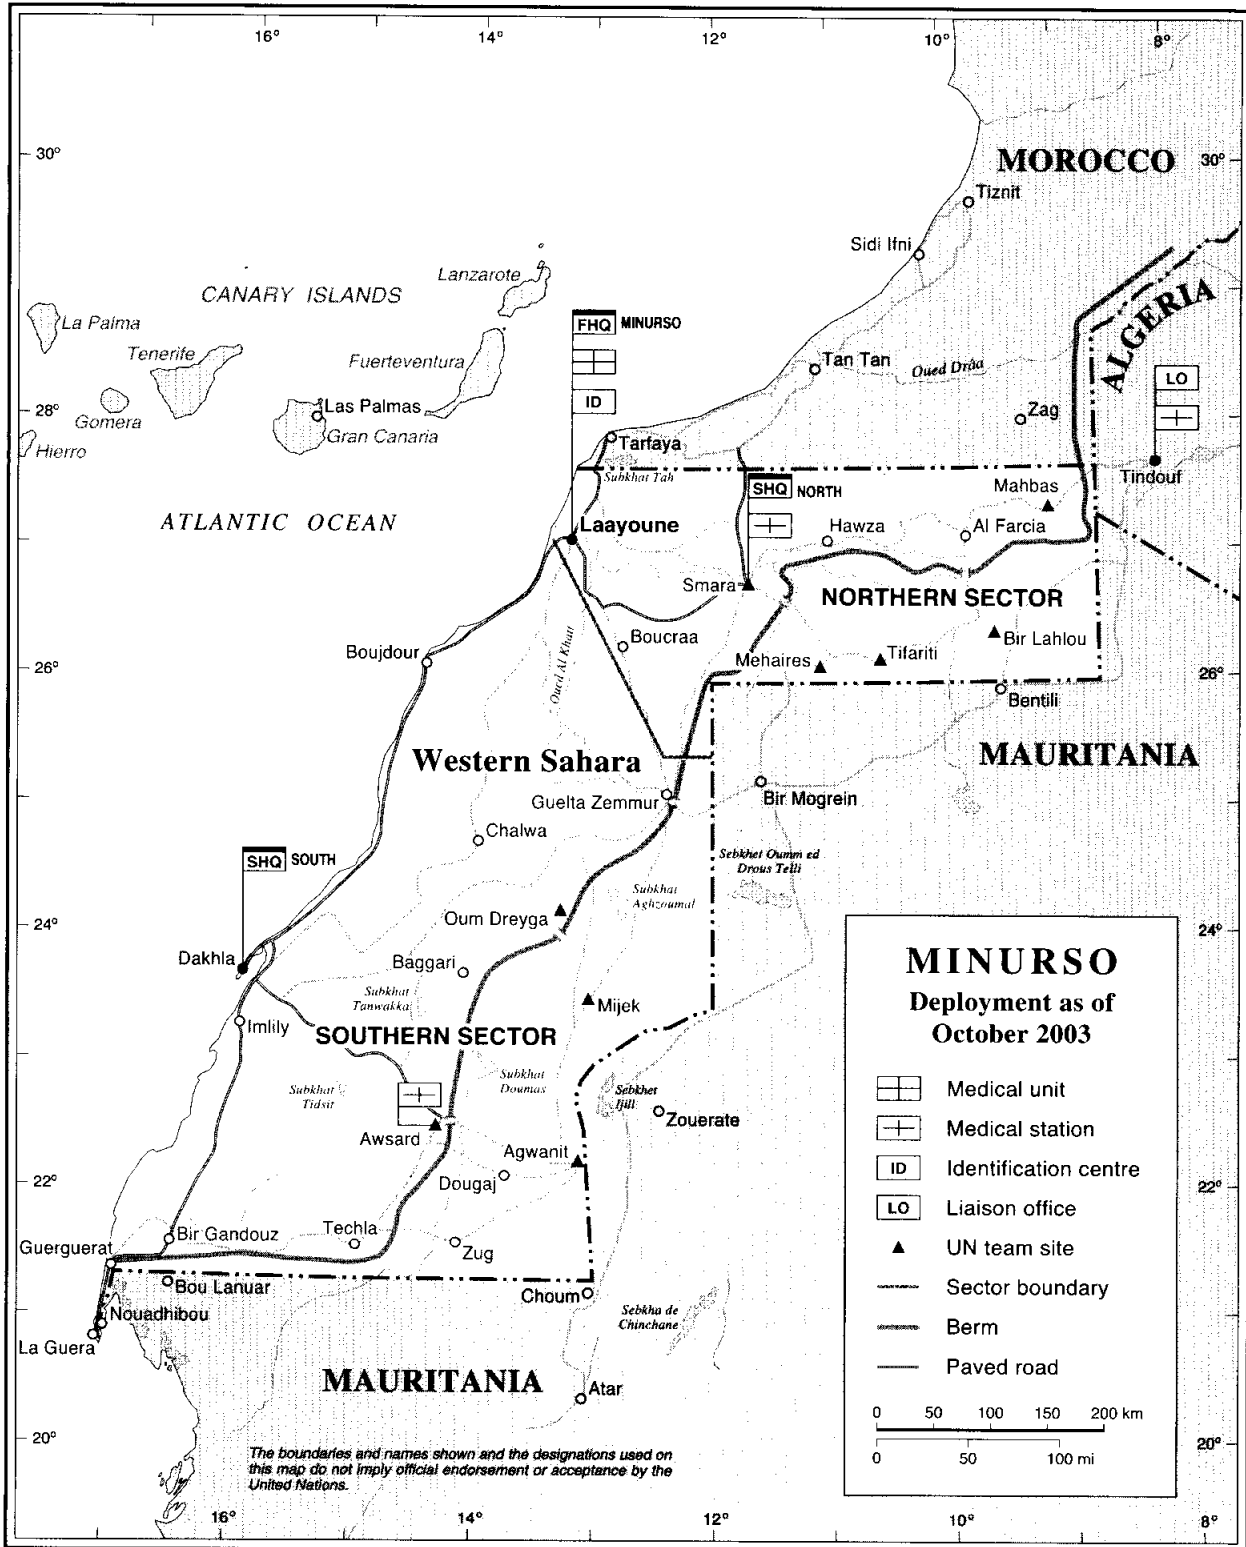 16°
14°
12°
10°
8°
30°
MOROCCO
30°
Tiznit
Sidi Ifni
Lanzarote
CANARY ISLANDS
ALGERIA
La Palma
FHQ MINURSO
Tenerife
Fuerteventura
Tan Tan
Oued Drâa
LO
ID
28°
Las Palmas
Zag
Gomera
Gran Canaria
Tarfaya
Hierro
Subkhat Tah
Tindouf
SHQ NORTH
Mahbas
ATLANTIC OCEAN
Laayoune
Hawza
Al Farcia
Smara
NORTHERN SECTOR
Boucraa
Bir Lahlou
Boujdour
Oued Al Khatt
Mehaires
Tifariti
26°
26°
Bentili
Western Sahara
MAURITANIA
Guelta Zemmur
Bir Mogrein
Chalwa
SHQ SOUTH
Sebkhet Oumm ed
Drous Telli
Subkhat
Aghzoumal
Oum Dreyga
24°
24°
Dakhla
Baggari
Subkhat
Tanwakka
Mijek
Imlily
SOUTHERN SECTOR
Subkhat
Tidsit
Subkhat
Doumas
Sebkhet
Ijill
Zouerate
Awsard
Agwanit
Dougaj
22°
22°
Bir Gandouz
Techla
Guerguerat
Zug
Bou Lanuar
Choum
Nouadhibou
Sebkha de
Chinchane
La Guera
MAURITANIA
Atar
20°
20°
The boundaries and names shown and the designations used on
this map do not imply official endorsement or acceptance by the
United Nations.
16°
14°
12°
10°
MINURSO
Deployment as of
October 2003
Medical unit
Medical station
ID Identification centre
LO Liaison office
UN team site
Sector boundary
Berm
Paved road
0 50 100 150 200 km
0 50 100 mi